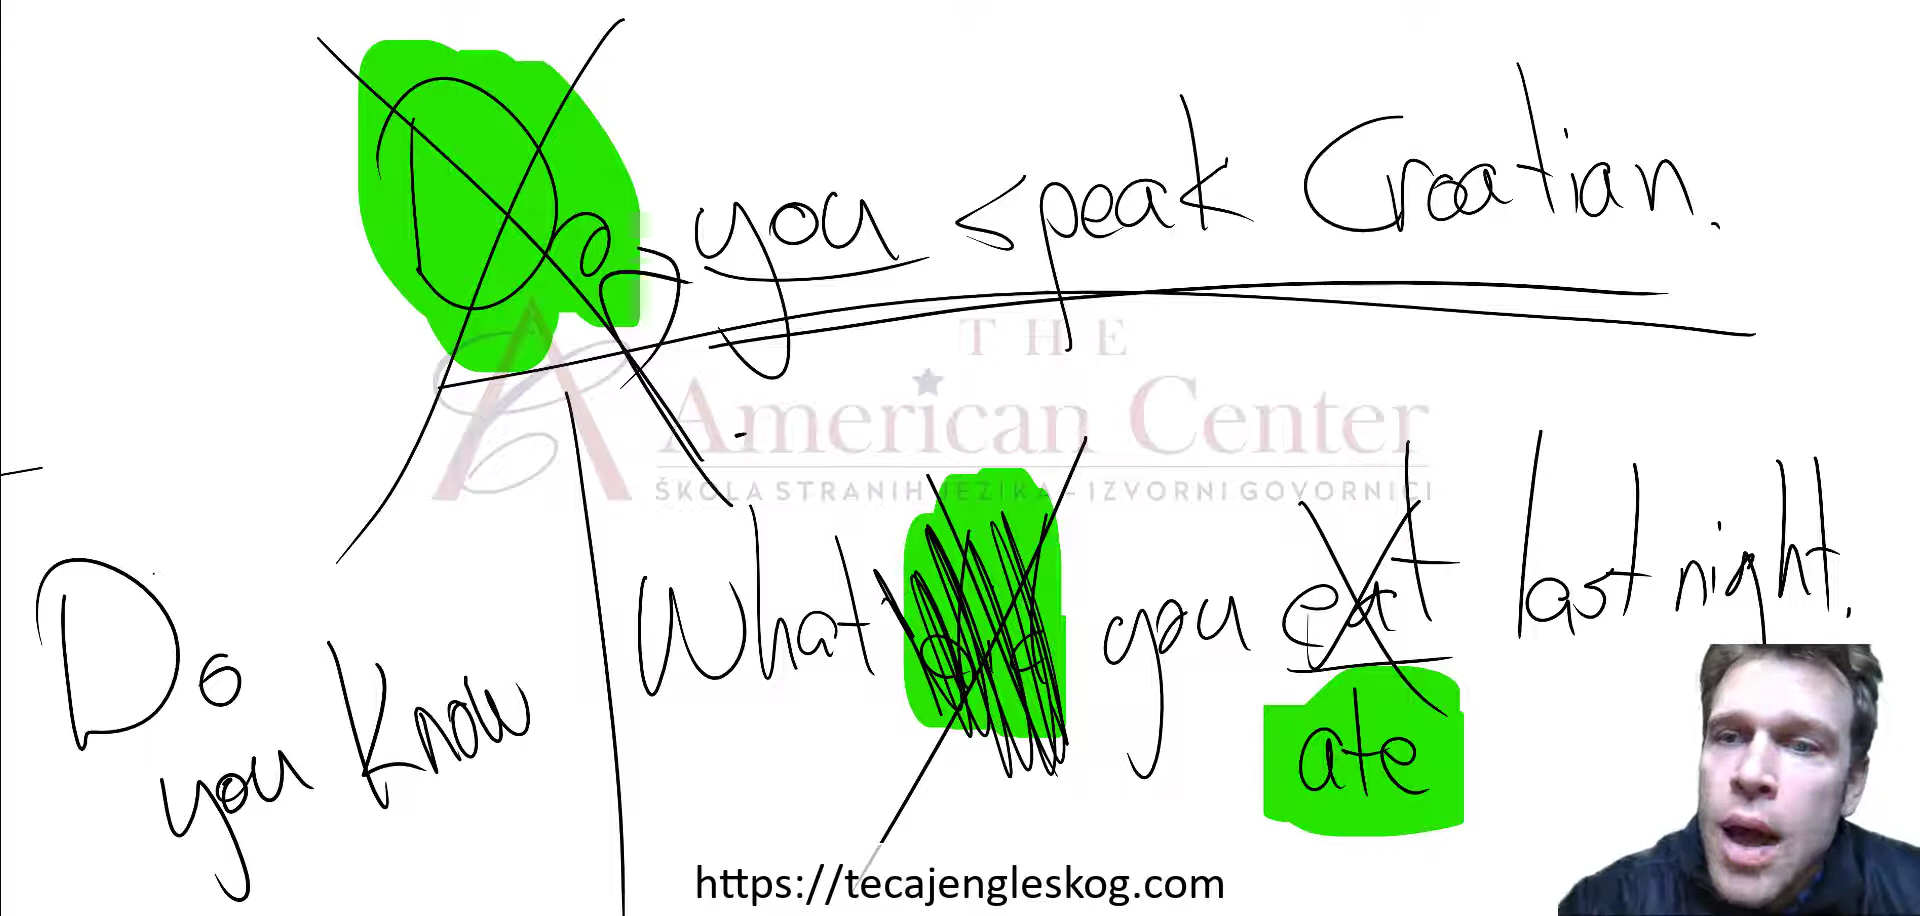 Do you speak Croatian.
THE
American Center
ŠKOLA STRANIH JEZIKA - IZVORNI GOVORNICI
Do
you know
What you eat last night.
ate
https://tecajengleskog.com